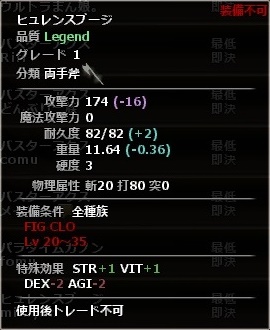 装備不可
ヒュレンスブージ
品質 Legend
グレード 1
分類 両手斧
攻撃力 174 (-16)
魔法攻撃力 0
耐久度 82/82 (+2)
重量 11.64 (-0.36)
硬度 3
物理属性 斬20 打80 突0
装備条件 全種族
FIG CLO
Lv 20~35
特殊効果 STR+1 VIT+1
DEX-2 AGI-2
使用後トレード不可